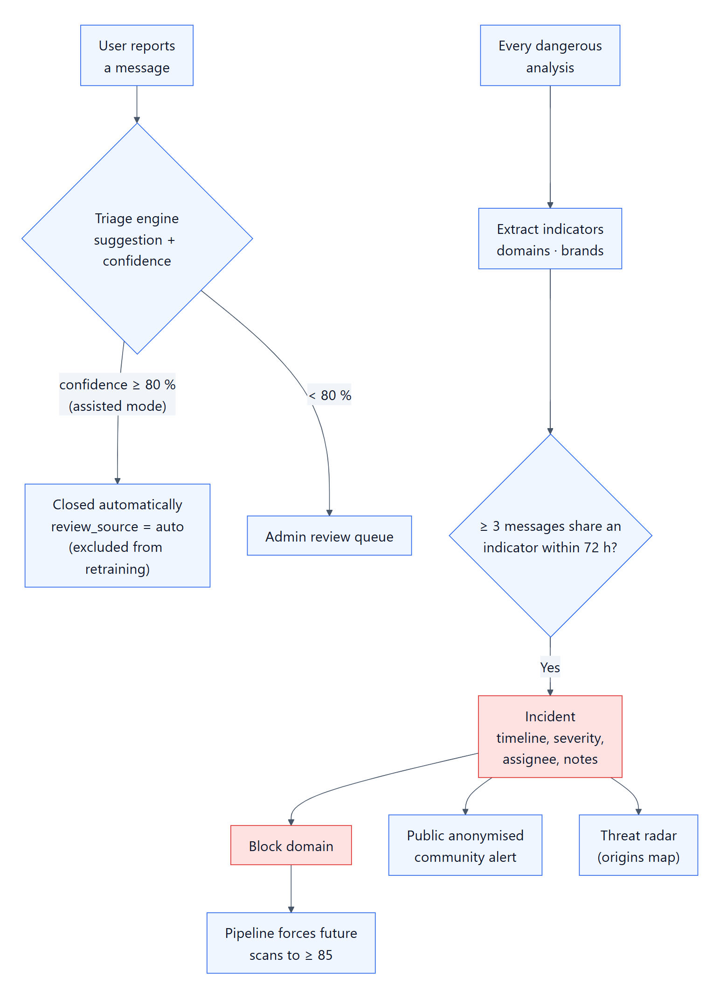 User reports
a message
Triage engine
suggestion +
confidence
confidence ≥ 80 %
(assisted mode)
< 80 %
Closed automatically
review_source = auto
(excluded from
retraining)
Admin review queue
Every dangerous
analysis
Extract indicators
domains · brands
≥ 3 messages share an
indicator within 72 h?
Yes
Incident
timeline, severity,
assignee, notes
Block domain
Public anonymised
community alert
Threat radar
(origins map)
Pipeline forces future
scans to ≥ 85